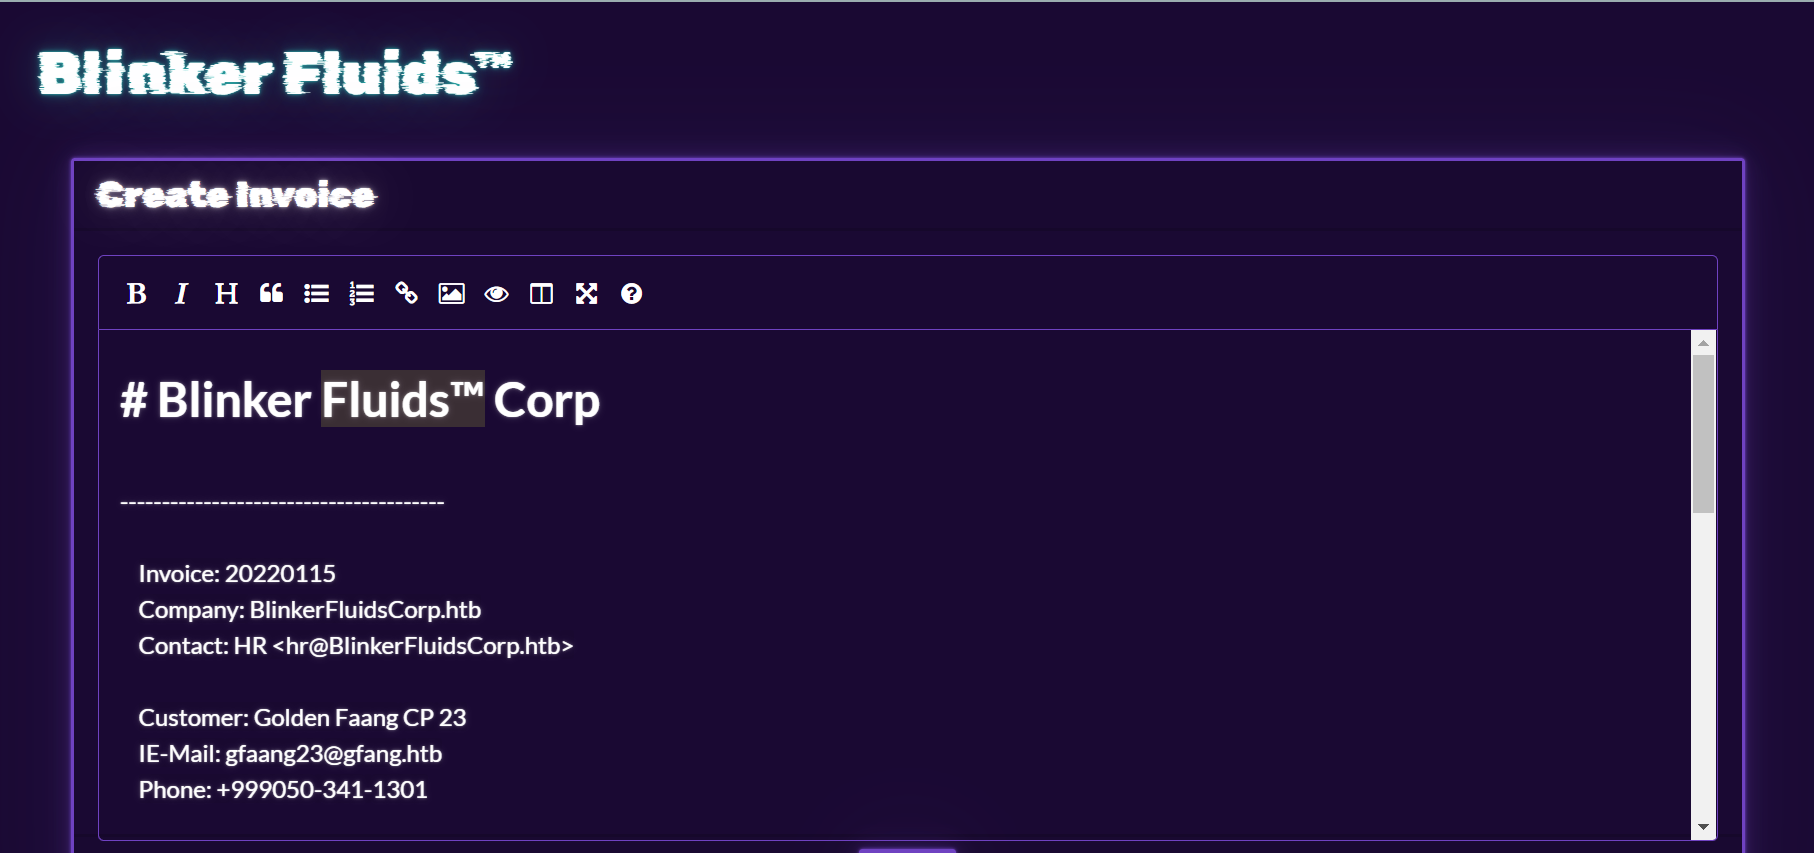 Blinker Fluids™
Create Invoice
# Blinker Fluids™ Corp
---------------------------------------
Invoice: 20220115
Company: BlinkerFluidsCorp.htb
Contact: HR <hr@BlinkerFluidsCorp.htb>
Customer: Golden Faang CP 23
IE-Mail: gfaang23@gfang.htb
Phone: +999050-341-1301